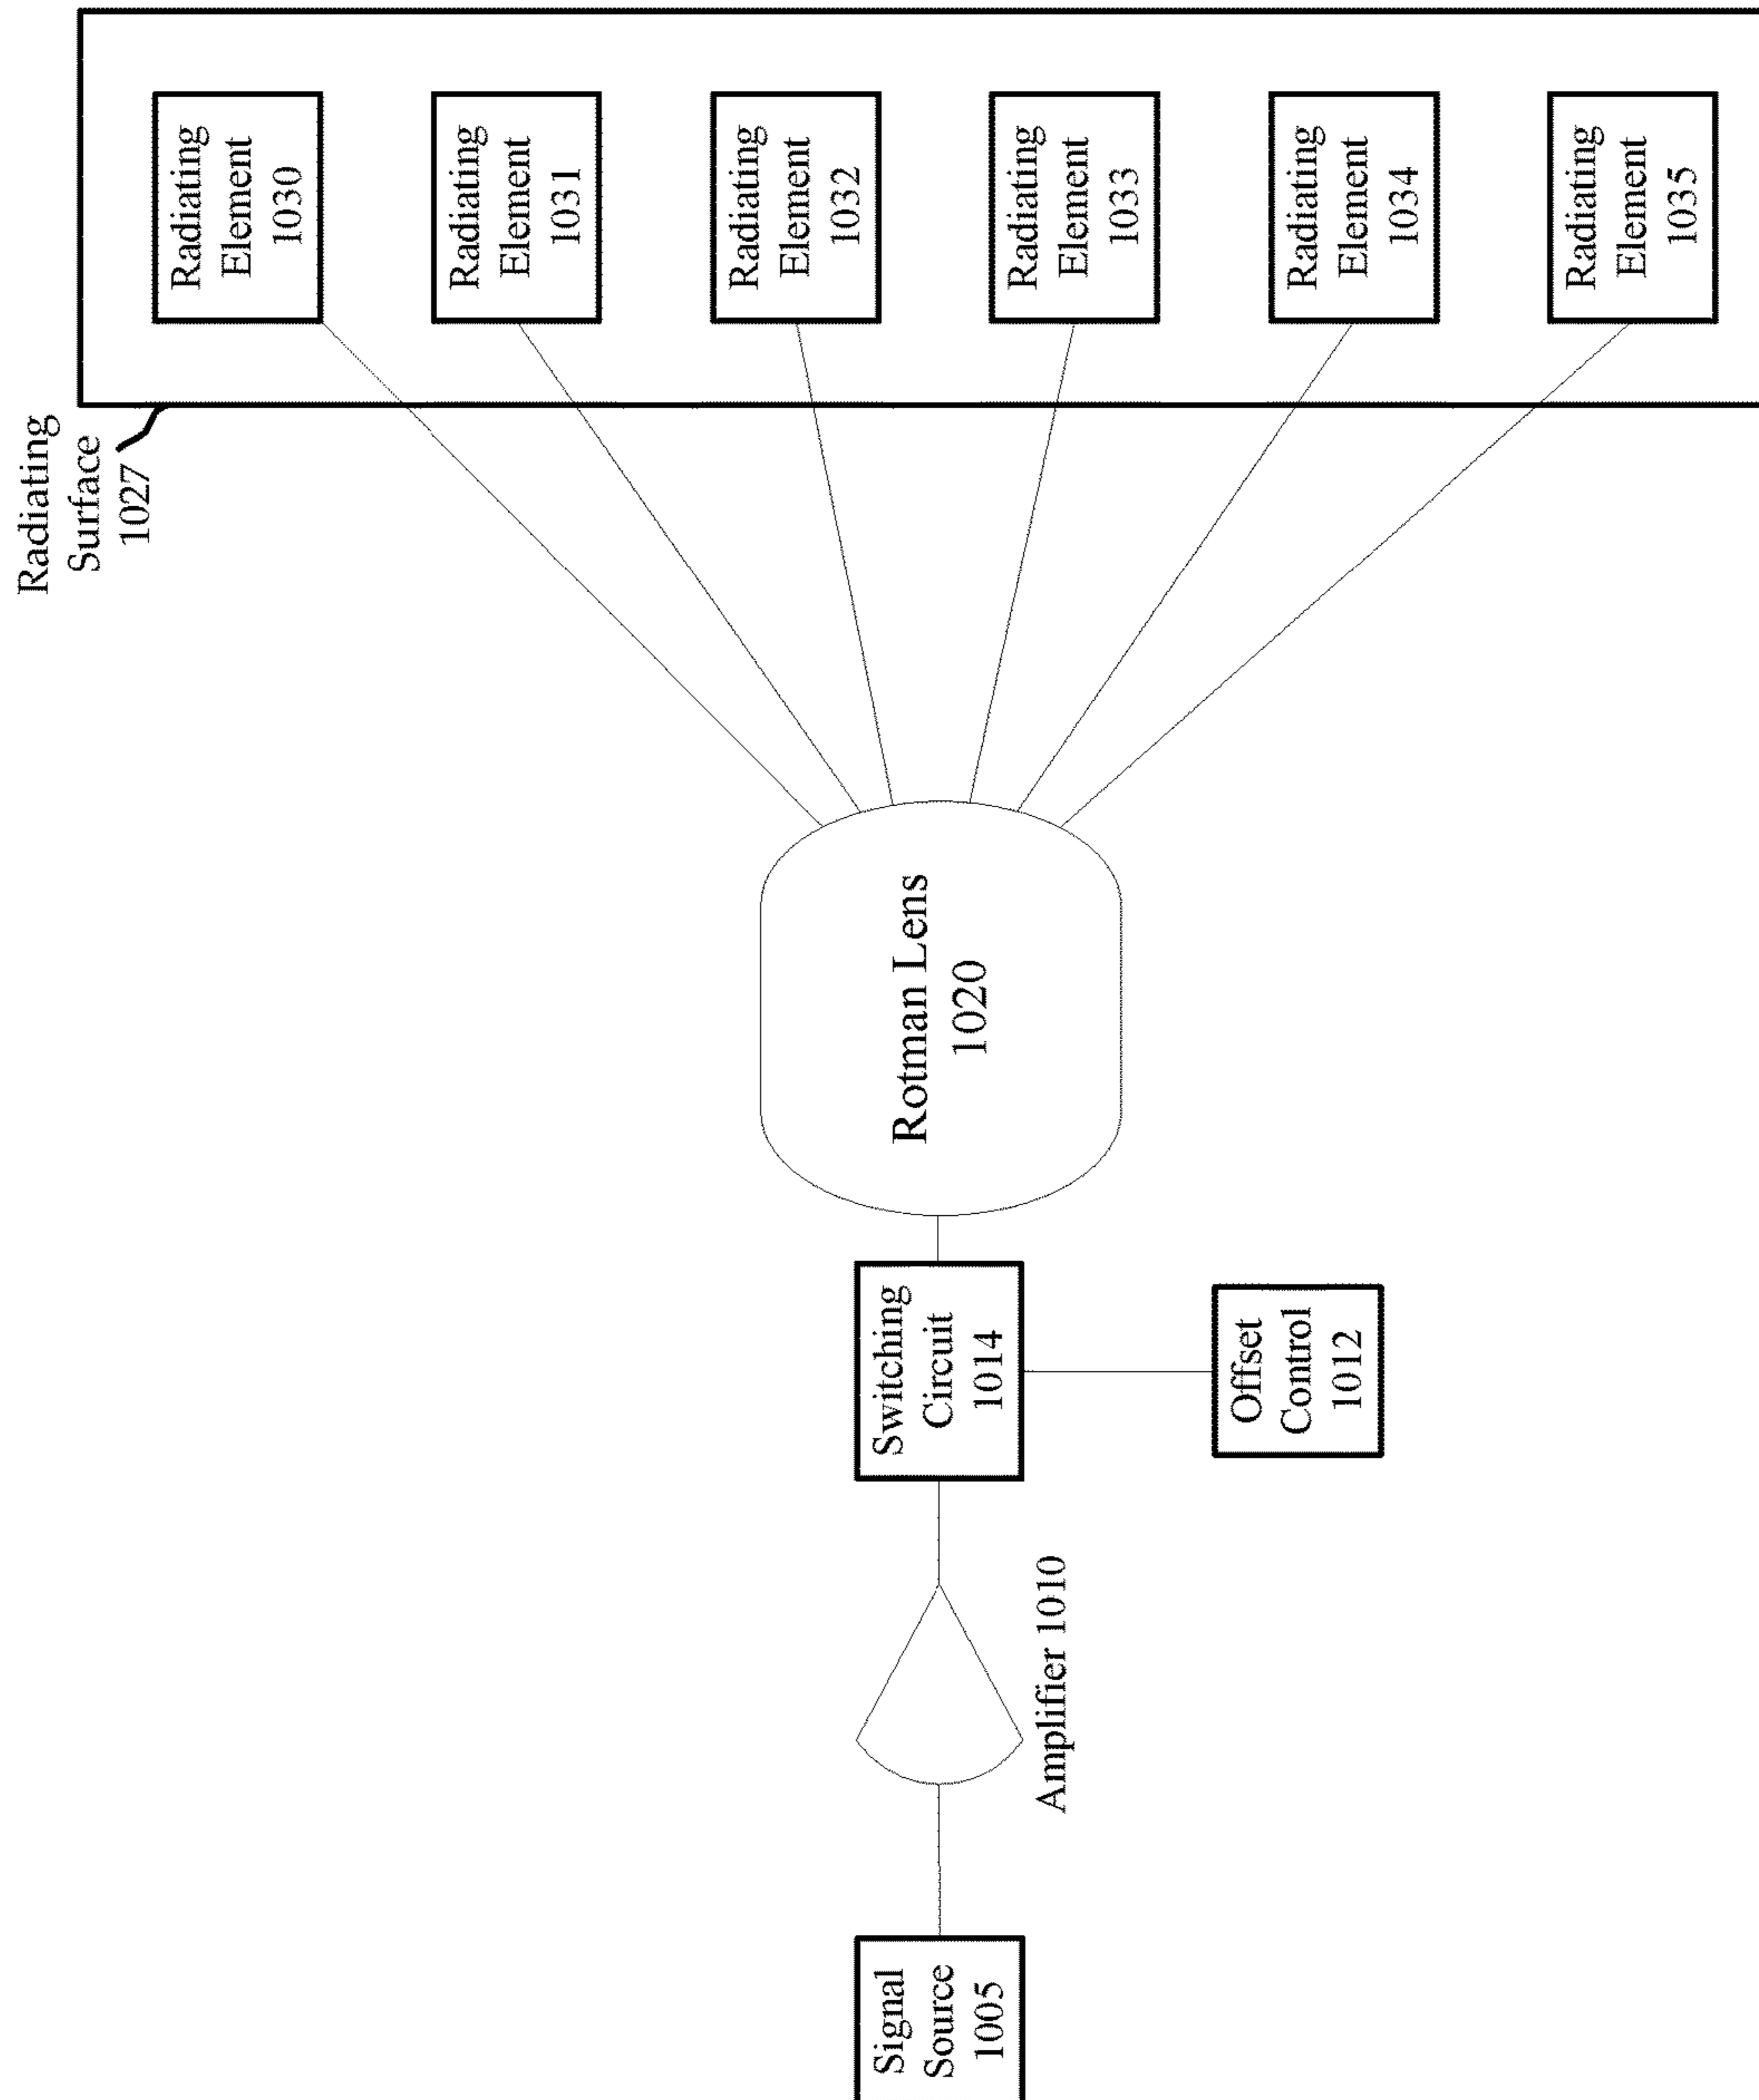 Radiating
Surface
1027
Radiating
Element
1030
Radiating
Element
1031
Radiating
Element
1032
Radiating
Element
1033
Radiating
Element
1034
Radiating
Element
1035
Rotman Lens
1020
Switching
Circuit
1014
Offset
Control
1012
Amplifier 1010
Signal
Source
1005